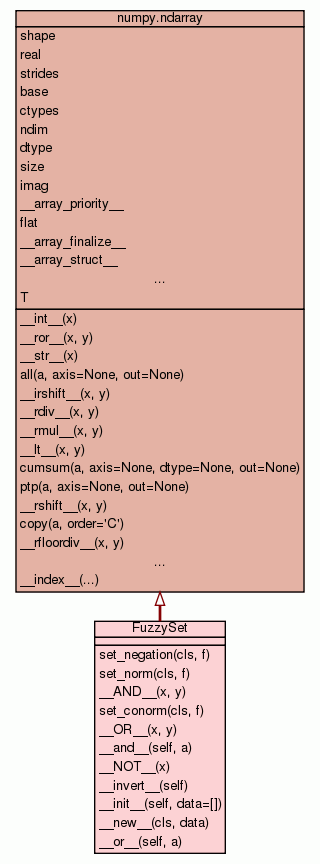 numpy.ndarray
shape
real
strides
base
ctypes
ndim
dtype
size
imag
__array_priority__
flat
__array_finalize__
__array_struct__
...
T
__int__(x)
__ror__(x, y)
__str__(x)
all(a, axis=None, out=None)
__irshift__(x, y)
__rdiv__(x, y)
__rmul__(x, y)
__lt__(x, y)
cumsum(a, axis=None, dtype=None, out=None)
ptp(a, axis=None, out=None)
__rshift__(x, y)
copy(a, order='C')
__rfloordiv__(x, y)
...
__index__(...)
FuzzySet
set_negation(cls, f)
set_norm(cls, f)
__AND__(x, y)
set_conorm(cls, f)
__OR__(x, y)
__and__(self, a)
__NOT__(x)
__invert__(self)
__init__(self, data=[])
__new__(cls, data)
__or__(self, a)